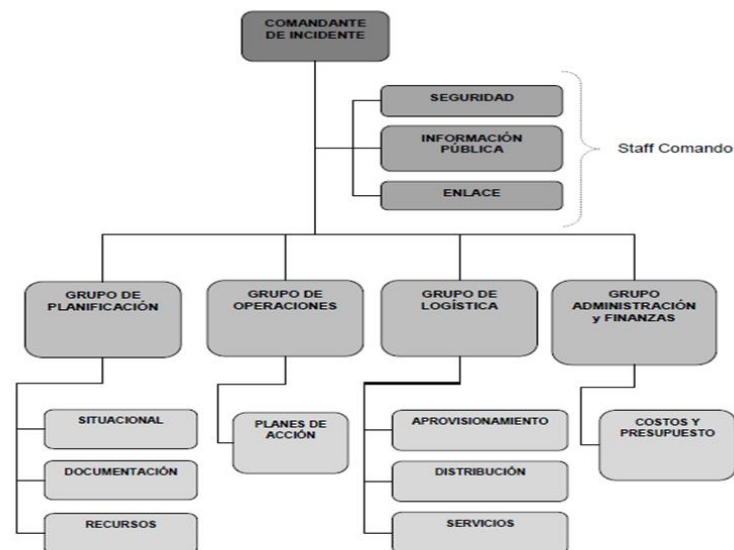 COMANDANTE
DE INCIDENTE
SEGURIDAD
INFORMACIÓN
PÚBLICA
ENLACE
Staff Comando
GRUPO DE
PLANIFICACIÓN
GRUPO DE
OPERACIONES
GRUPO DE
LOGÍSTICA
GRUPO
ADMINISTRACIÓN
y FINANZAS
SITUACIONAL
DOCUMENTACIÓN
RECURSOS
PLANES DE
ACCIÓN
APROVISIONAMIENTO
DISTRIBUCIÓN
SERVICIOS
COSTOS Y
PRESUPUESTO